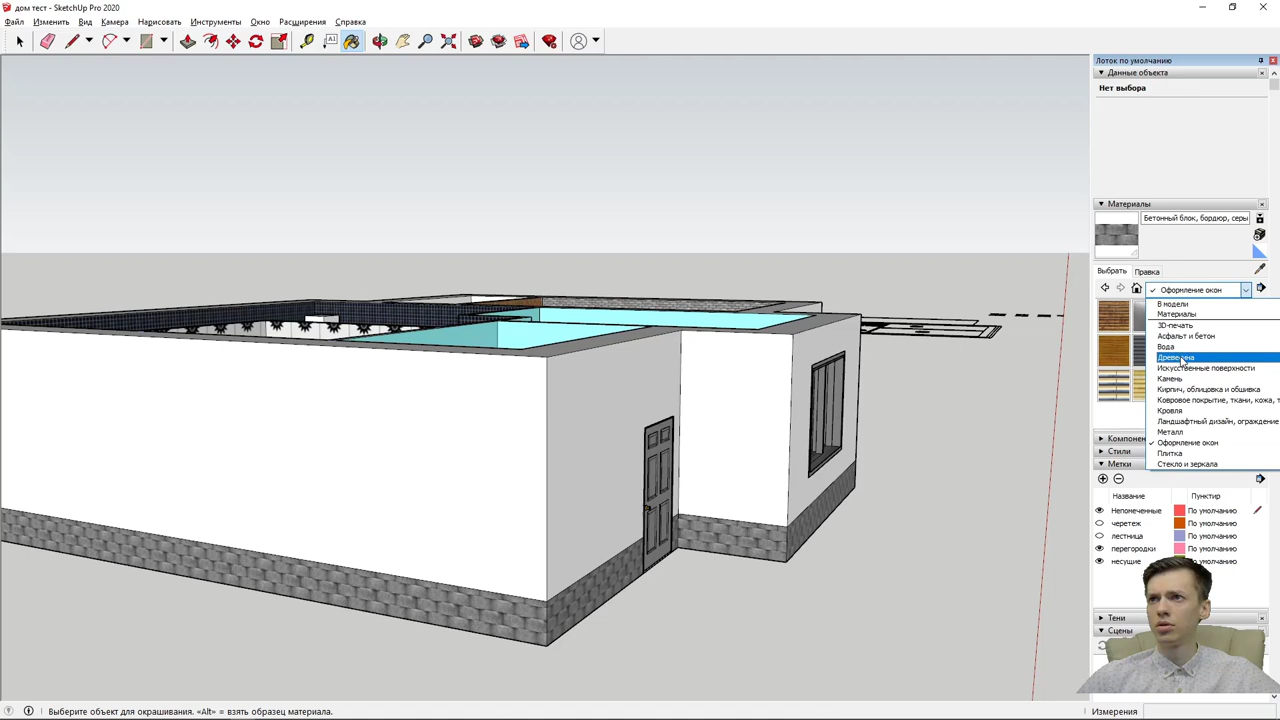 дом тест - SketchUp Pro 2020
Файл Изменить Вид Камера Нарисовать Инструменты Окно Расширения Справка
Лоток по умолчанию
Данные объекта
Нет выбора
Материалы
Бетонный блок, бордюр, серы
Выбрать Правка
Оформление окон
В модели
Материалы
3D-печать
Асфальт и бетон
Вода
Древесина
Искусственные поверхности
Камень
Кирпич, облицовка и обшивка
Ковровое покрытие, ткани, кожа, т
Кровля
Ландшафтный дизайн, ограждение
Металл
Оформление окон
Плитка
Стекло и зеркала
Компонен
Стили
Метки
Название Пунктир
Непомеченные По умолчанию
черетеж По умолчанию
лестница По умолчанию
перегородки По умолчанию
несущие По умолчанию
Тени
Сцены
Выберите объект для окрашивания. «Alt» = взять образец материала.
Измерения